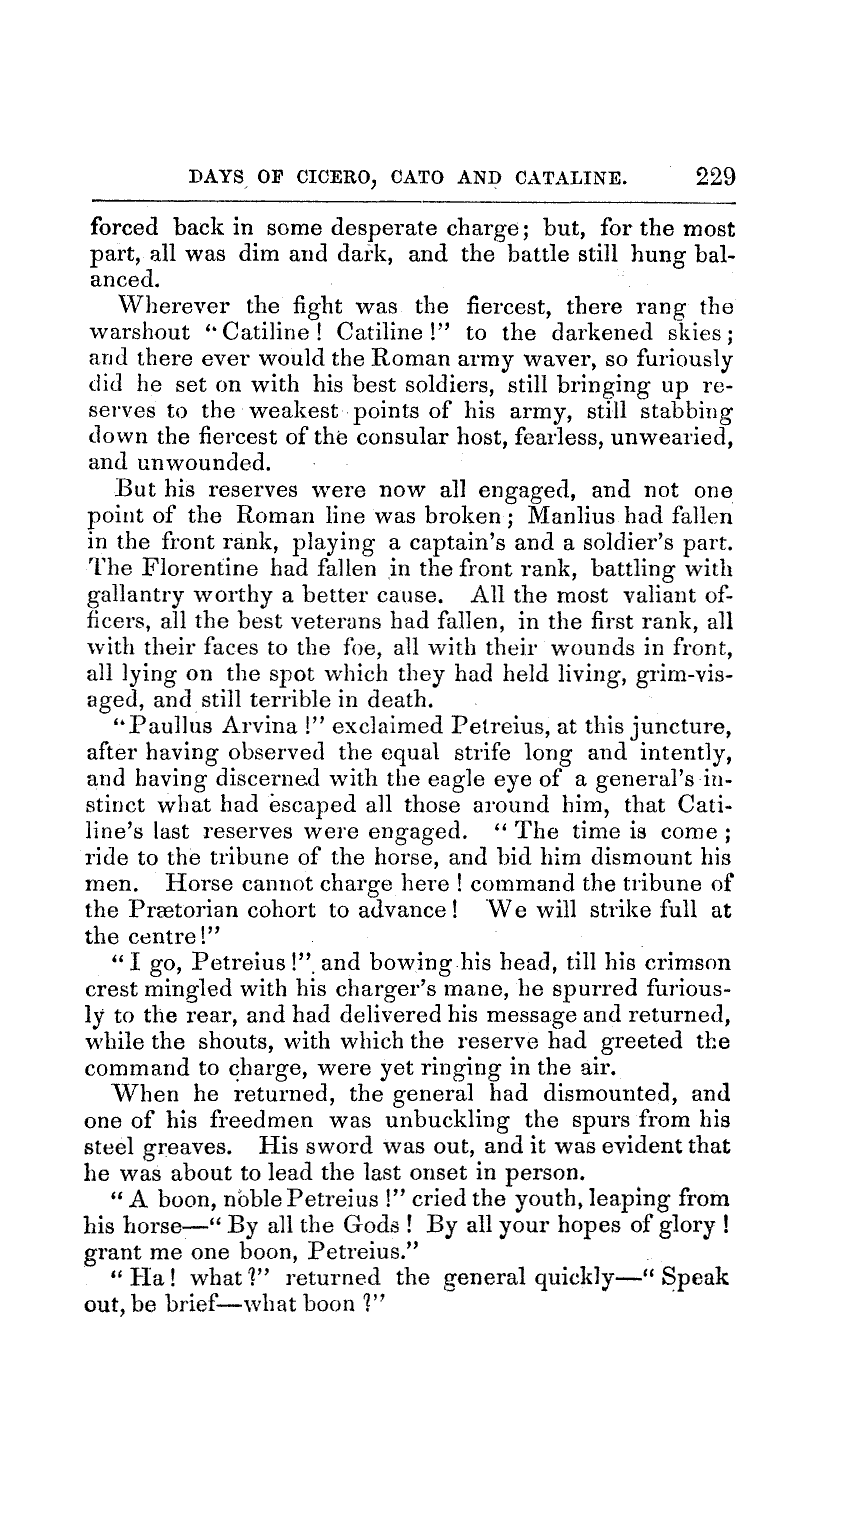 DAYS OF CICERO, CATO AND CATALINE. 229
forced back in some desperate charge; but, for the most
part, all was dim and dark, and the battle still hung bal-
anced.
Wherever the fight was the fiercest, there rang the
warshout “Catiline! Catiline!” to the darkened skies;
and there ever would the Roman army waver, so furiously
did he set on with his best soldiers, still bringing up re-
serves to the weakest points of his army, still stabbing
down the fiercest of the consular host, fearless, unwearied,
and unwounded.
But his reserves were now all engaged, and not one
point of the Roman line was broken; Manlius had fallen
in the front rank, playing a captain's and a soldier's part.
The Florentine had fallen in the front rank, battling with
gallantry worthy a better cause. All the most valiant of-
ficers, all the best veterans had fallen, in the first rank, all
with their faces to the foe, all with their wounds in front,
all lying on the spot which they had held living, grim-vis-
aged, and still terrible in death.
“Paullus Arvina!” exclaimed Petreius, at this juncture,
after having observed the equal strife long and intently,
and having discerned with the eagle eye of a general's in-
stinct what had escaped all those around him, that Cati-
line's last reserves were engaged. “The time is come;
ride to the tribune of the horse, and bid him dismount his
men. Horse cannot charge here! command the tribune of
the Prætorian cohort to advance! We will strike full at
the centre!”
“I go, Petreius!” and bowing his head, till his crimson
crest mingled with his charger's mane, he spurred furious-
ly to the rear, and had delivered his message and returned,
while the shouts, with which the reserve had greeted the
command to charge, were yet ringing in the air.
When he returned, the general had dismounted, and
one of his freedmen was unbuckling the spurs from his
steel greaves. His sword was out, and it was evident that
he was about to lead the last onset in person.
“A boon, noble Petreius!” cried the youth, leaping from
his horse—“By all the Gods! By all your hopes of glory!
grant me one boon, Petreius.”
“Ha! what?” returned the general quickly—“Speak
out, be brief—what boon?”